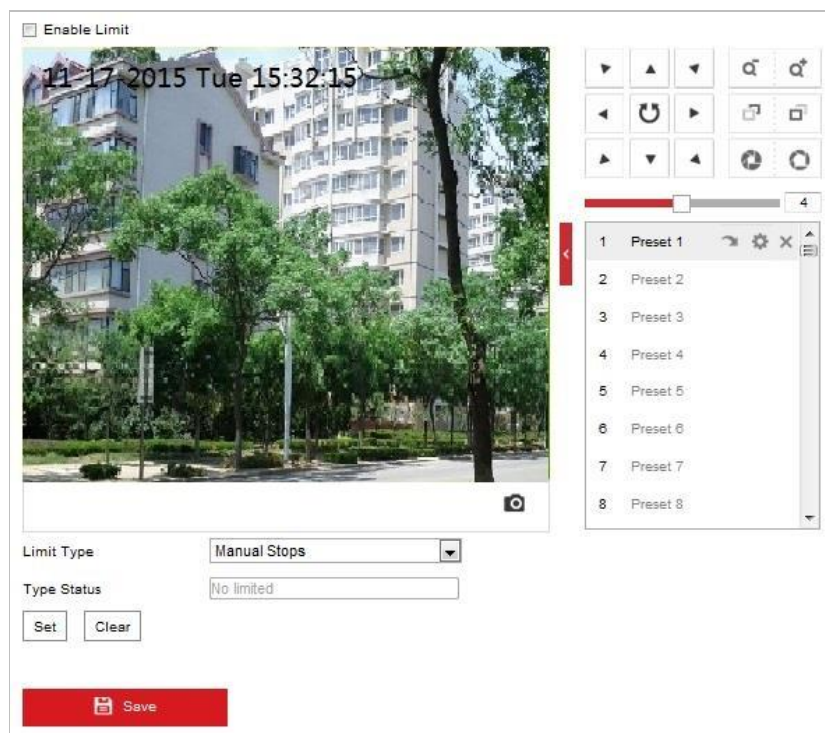 Enable Limit
11-17-2015 Tue 15:32:15
4
1 Preset 1
2 Preset 2
3 Preset 3
4 Preset 4
5 Preset 5
6 Preset 6
7 Preset 7
8 Preset 8
Limit Type Manual Stops
Type Status No limited
Set Clear
Save